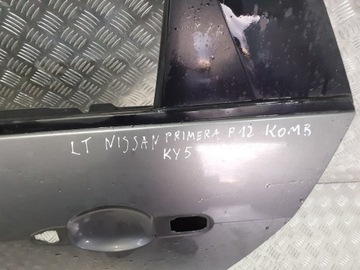 LT NISSAN PRIMERA P12 KOMB
KY5